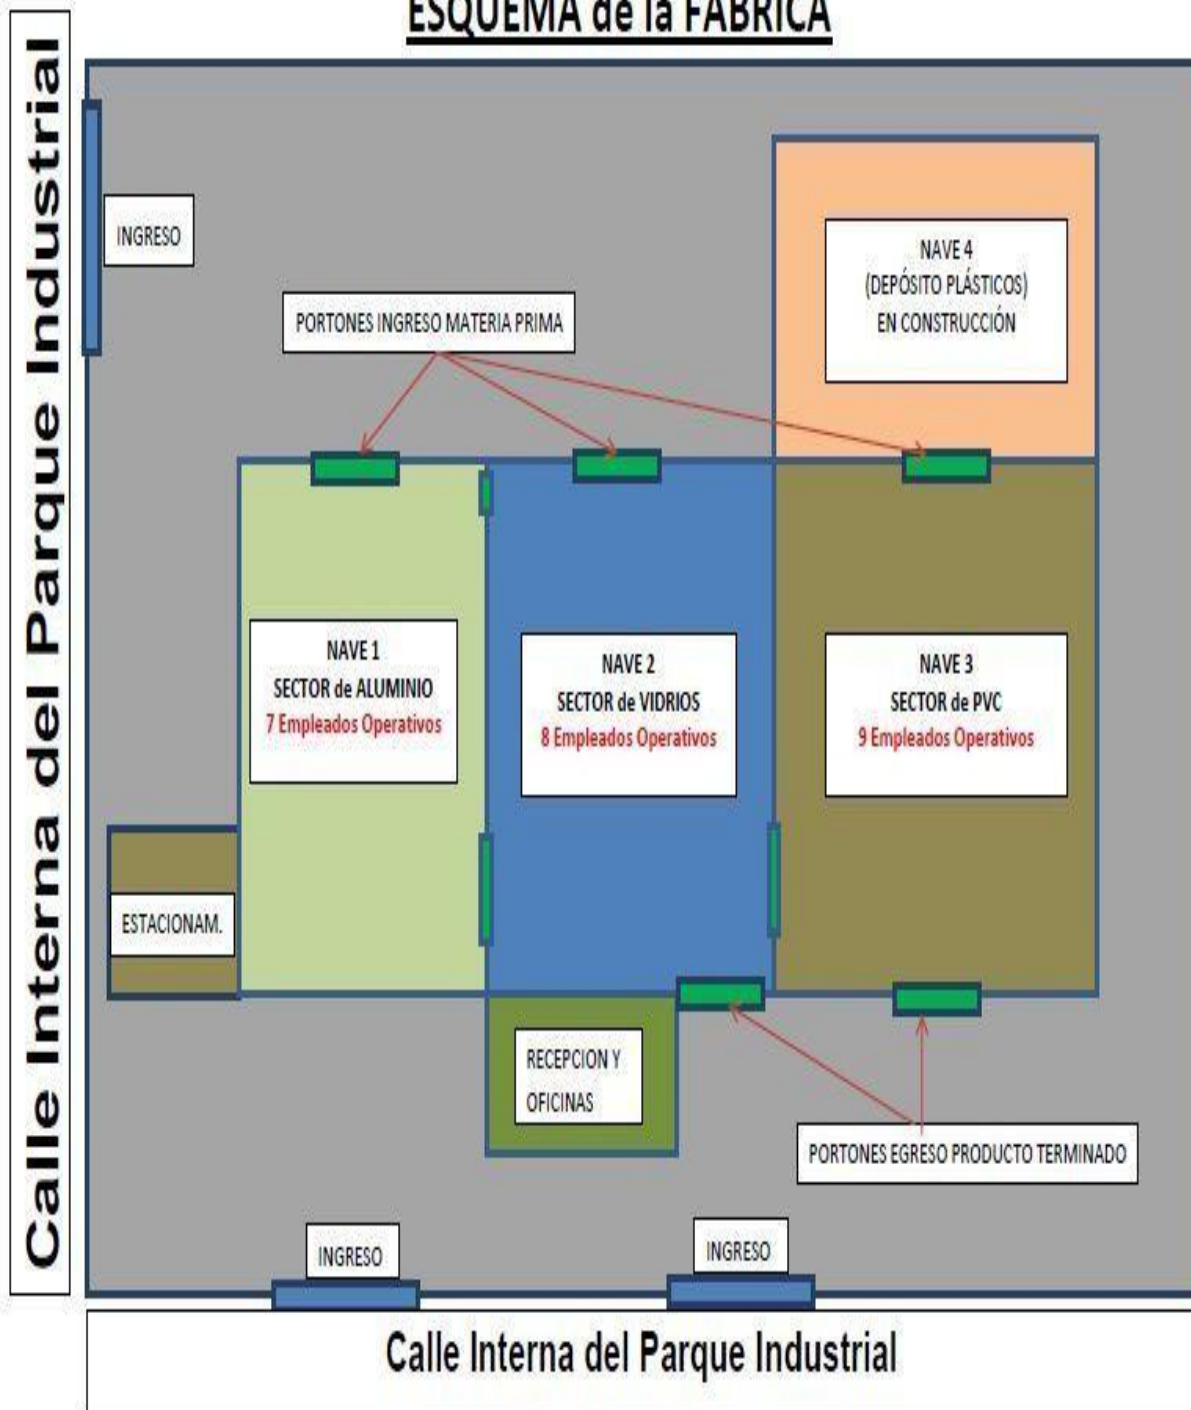 ESQUEMA de la FABRICA
Calle Interna del Parque Industrial
INGRESO
NAVE 4
(DEPÓSITO PLÁSTICOS)
EN CONSTRUCCIÓN
PORTONES INGRESO MATERIA PRIMA
NAVE 1
SECTOR de ALUMINIO
7 Empleados Operativos
NAVE 2
SECTOR de VIDRIOS
8 Empleados Operativos
NAVE 3
SECTOR de PVC
9 Empleados Operativos
ESTACIONAM.
RECEPCION Y
OFICINAS
PORTONES EGRESO PRODUCTO TERMINADO
INGRESO
INGRESO
Calle Interna del Parque Industrial